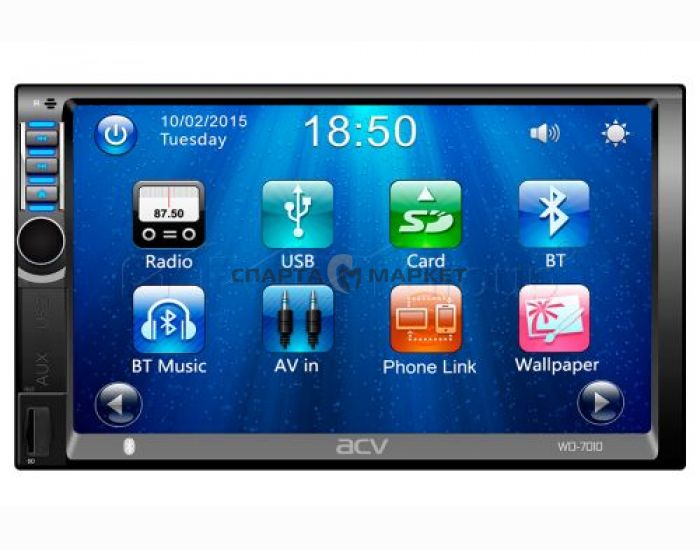 R
10/02/2015
Tuesday
18:50
87.50
Radio
USB
Card
BT
СПАРТА МАРКЕТ
BT Music
AV in
Phone Link
Wallpaper
AUX
SD
ACV
WD-7010